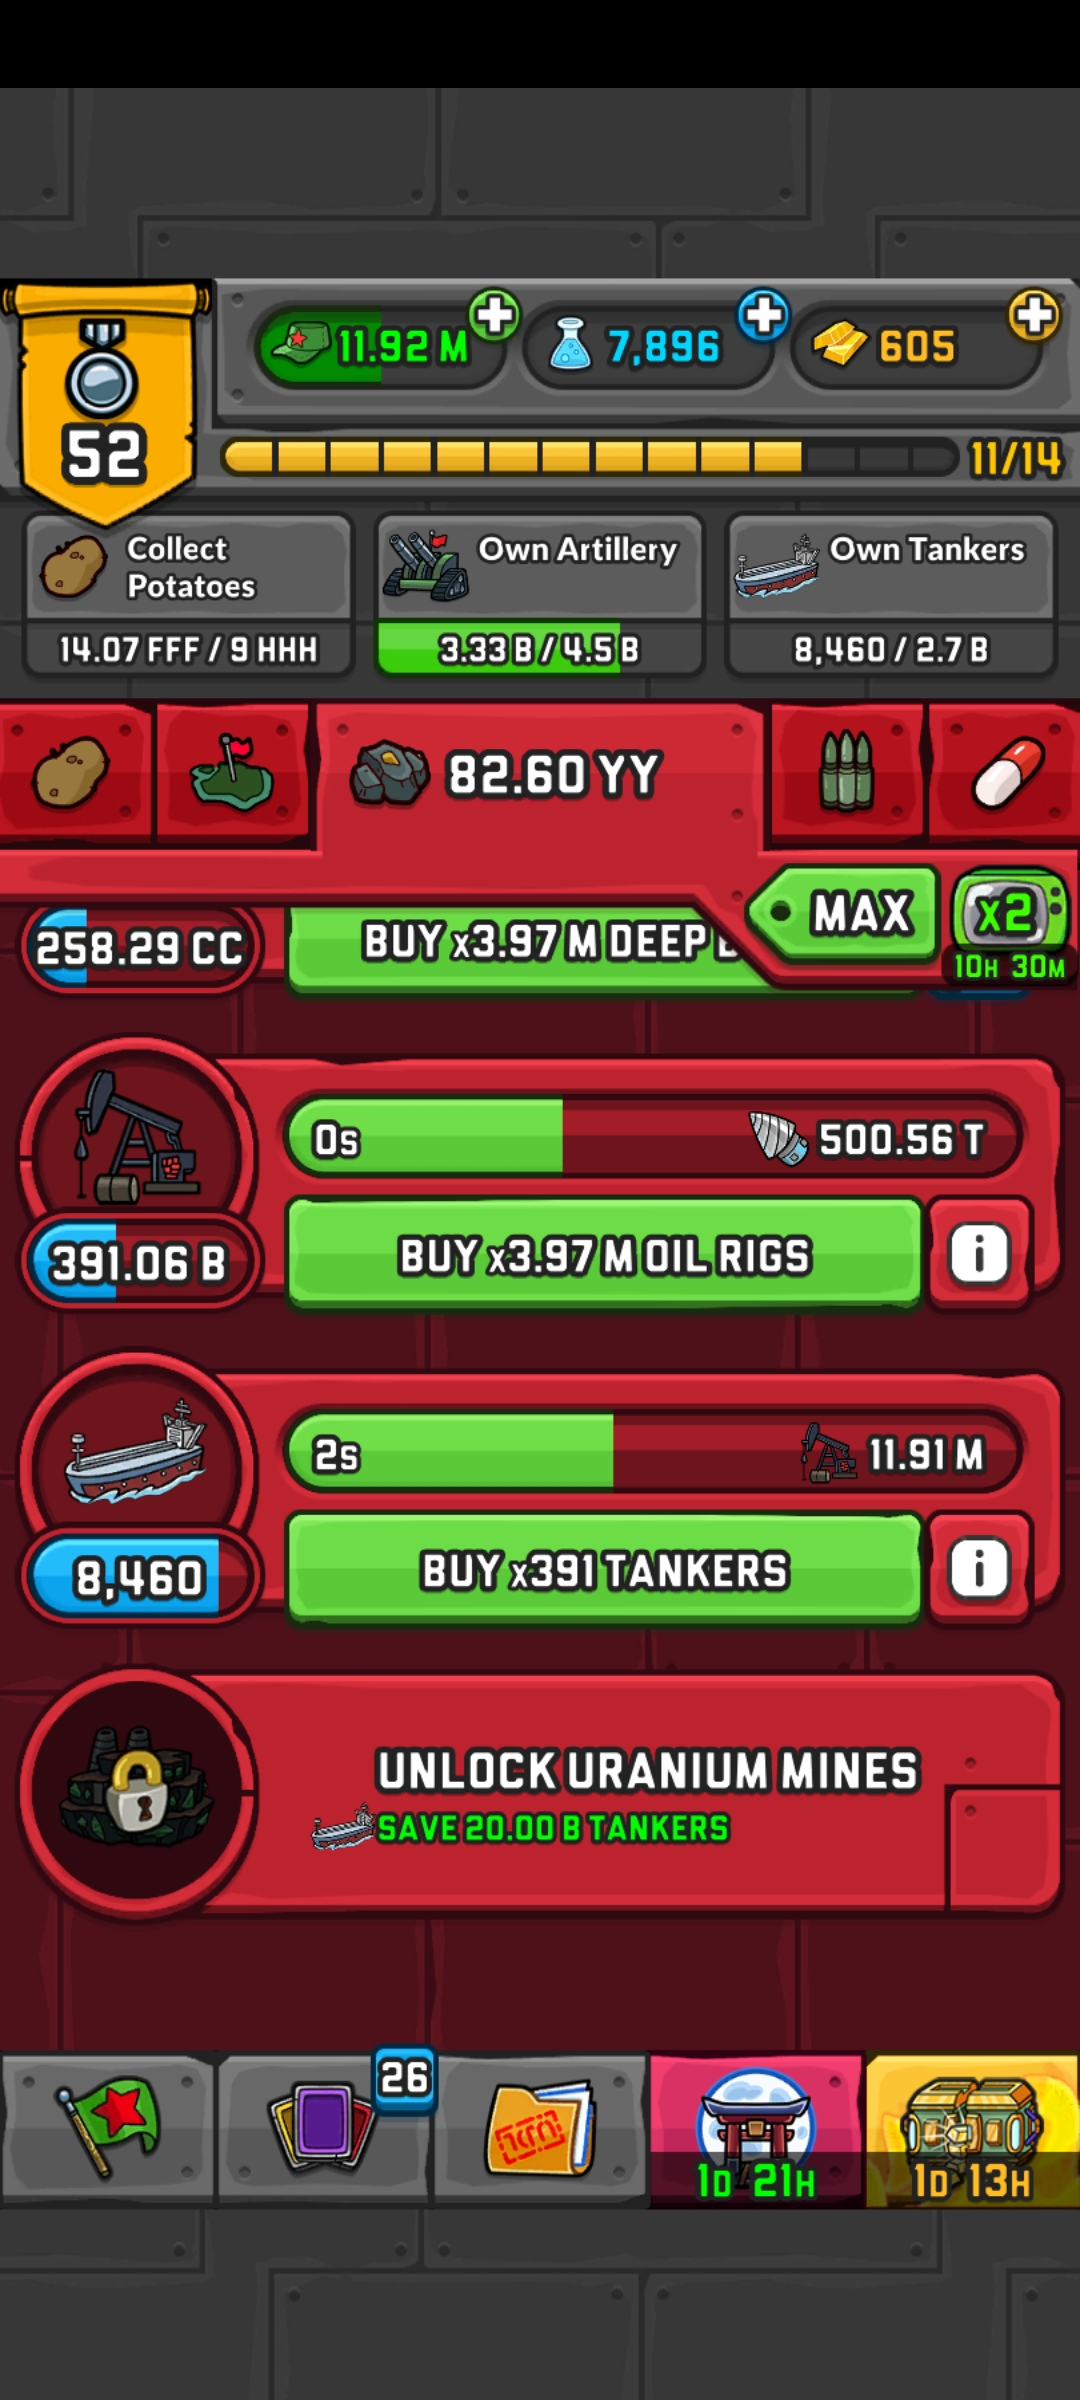 11.92 M
7,896
605
52
11/14
Collect
Potatoes
Own Artillery
Own Tankers
14.07 FFF / 9 HHH
3.33 B / 4.5 B
8,460 / 2.7 B
82.60 YY
MAX
x2
10H 30M
258.29 CC
BUY x3.97 M DEEP
0s
500.56 T
391.06 B
BUY x3.97 M OIL RIGS
i
2s
11.91 M
8,460
BUY x391 TANKERS
i
UNLOCK URANIUM MINES
SAVE 20.00 B TANKERS
26
1D 21H
1D 13H